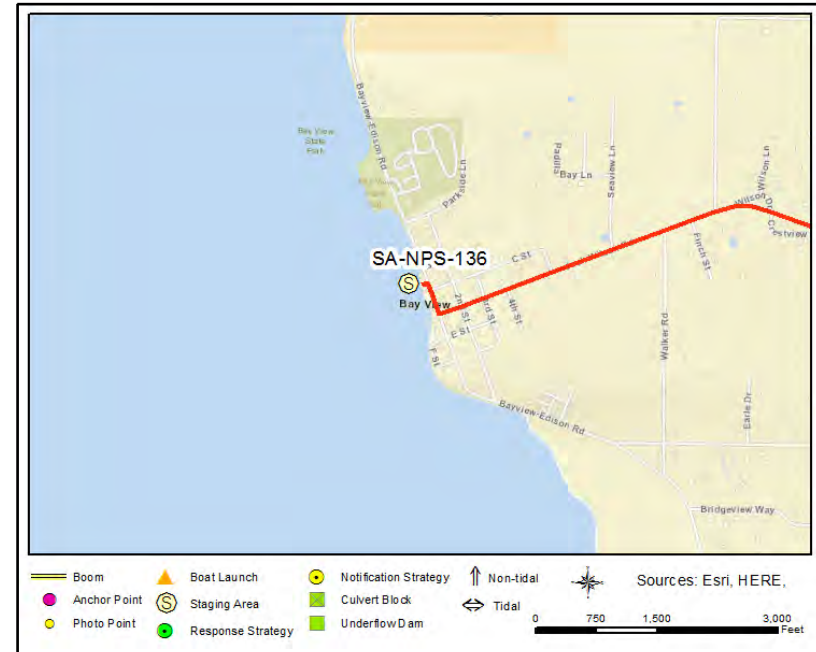 Bayview-Edison Rd
Bay View
State
Park
Parkside Ln
Padilla
Bay Ln
Seaview Ln
Wilson Ln
Wilson
Dr
Crestview
Finch St
SA-NPS-136
C St
Bay View
2nd St
3rd St
4th St
E St
F St
Walker Rd
Bayview-Edison Rd
Earle Dr
Bridgeview Way
Boom
Anchor Point
Photo Point
Boat Launch
S Staging Area
Response Strategy
Notification Strategy
Culvert Block
Underflow Dam
Non-tidal
Tidal
Sources: Esri, HERE,
0 750 1,500 3,000
Feet